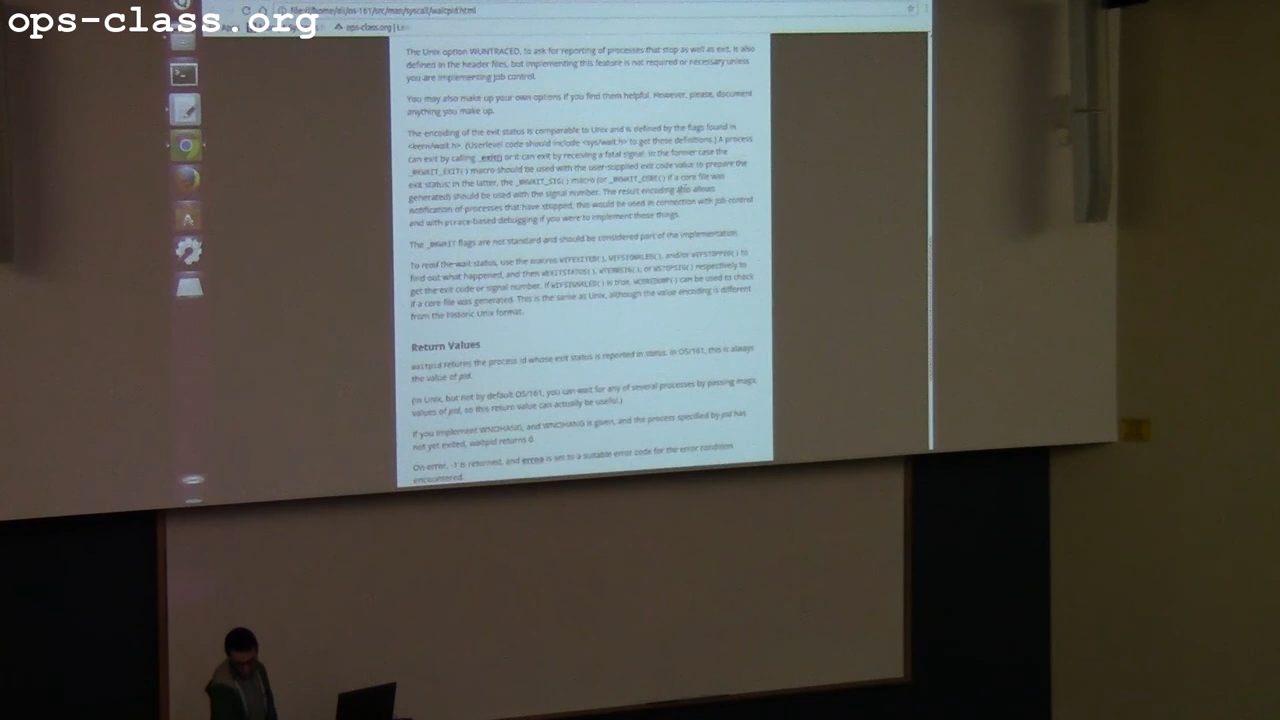 ops-class.org
file:///home/eli/os-161/src/man/syscall/waitpid.html
ops-class.org | Le
The Unix option WUNTRACED, to ask for reporting of processes that stop as well as exit, is also
defined in the header files, but implementing this feature is not required or necessary unless
you are implementing job control.
You may also make up your own options if you find them helpful. However, please, document
anything you make up.
The encoding of the exit status is comparable to Unix and is defined by the flags found in
<kern/wait.h>. (Userlevel code should include <sys/wait.h> to get these definitions.) A process
can exit by calling _exit() or it can exit by receiving a fatal signal. In the former case the
_MKWAIT_EXIT() macro should be used with the user-supplied exit code value to prepare the
exit status; in the latter, the _MKWAIT_SIG() macro (or _MKWAIT_CORE() if a core file was
generated) should be used with the signal number. The result encoding also allows
notification of processes that have stopped; this would be used in connection with job control
and with ptrace-based debugging if you were to implement those things.
The _MKWAIT flags are not standard and should be considered part of the implementation.
To read the wait status, use the macros WIFEXITED(), WIFSIGNALED(), and/or WIFSTOPPED() to
find out what happened, and then WEXITSTATUS(), WTERMSIG(), or WSTOPSIG() respectively to
get the exit code or signal number. If WIFSIGNALED() is true, WCOREDUMP() can be used to check
if a core file was generated. This is the same as Unix, although the value encoding is different
from the historic Unix format.
Return Values
waitpid returns the process id whose exit status is reported in status. In OS/161, this is always
the value of pid.
(In Unix, but not by default OS/161, you can wait for any of several processes by passing magic
values of pid, so this return value can actually be useful.)
If you implement WNOHANG, and WNOHANG is given, and the process specified by pid has
not yet exited, waitpid returns 0.
On error, -1 is returned, and errno is set to a suitable error code for the error condition
encountered.